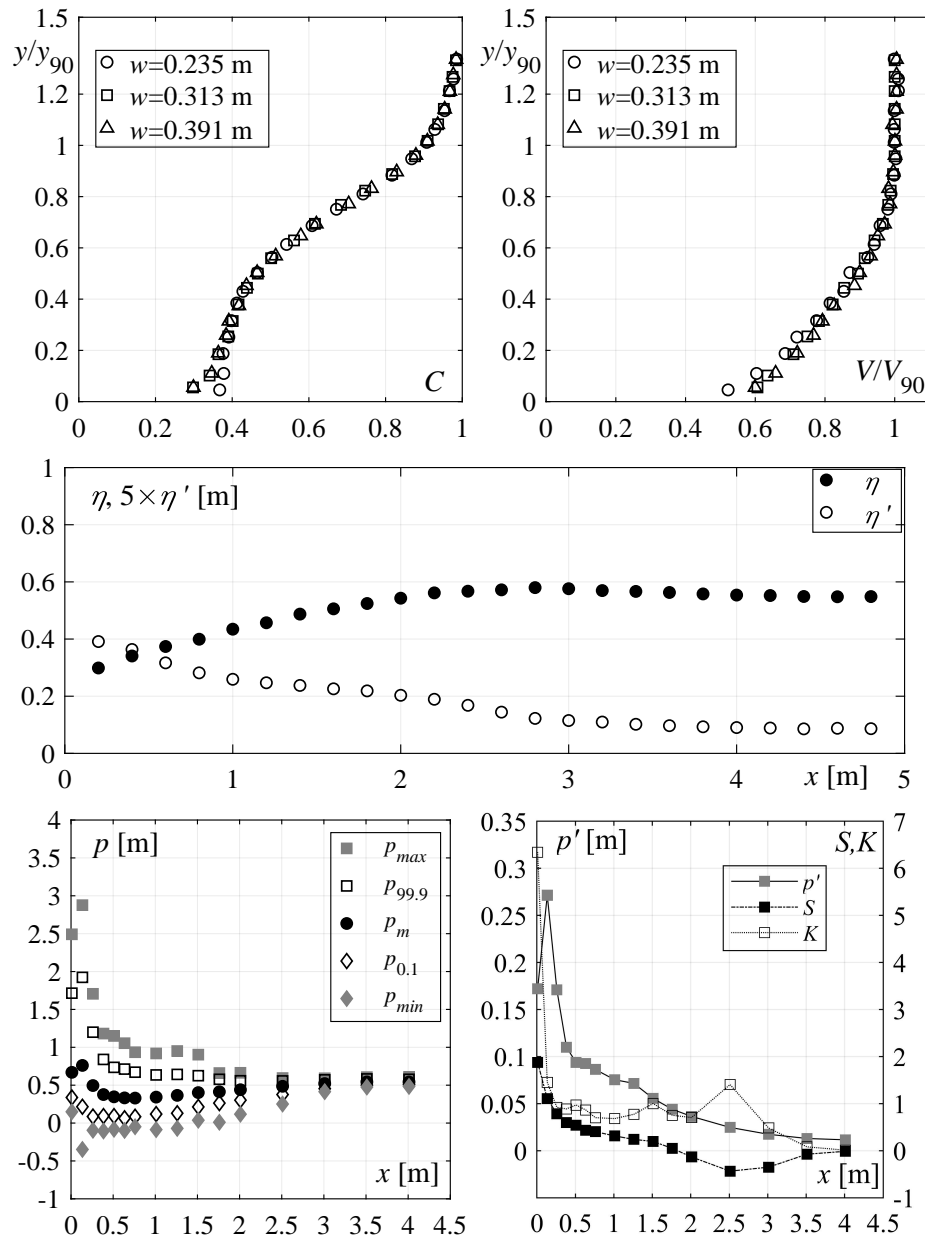 1.5
y/y90
1.2
1
0.8
0.6
0.4
0.2
0
w=0.235 m
w=0.313 m
w=0.391 m
C
0 0.2 0.4 0.6 0.8 1
1.5
y/y90
1.2
1
0.8
0.6
0.4
0.2
0
w=0.235 m
w=0.313 m
w=0.391 m
V/V90
0 0.2 0.4 0.6 0.8 1
1
0.8
0.6
0.4
0.2
0
η, 5×η' [m]
η
η'
0 1 2 3 4 x [m] 5
4
3.5
3
2.5
2
1.5
1
0.5
0
-0.5
-1
p [m]
pmax
p99.9
pm
p0.1
pmin
x [m]
0 0.5 1 1.5 2 2.5 3 3.5 4 4.5
0.35
0.3
0.25
0.2
0.15
0.1
0.05
0
p' [m]
S,K
p'
S
K
7
6
5
4
3
2
1
0
-1
x [m]
0 0.5 1 1.5 2 2.5 3 3.5 4 4.5